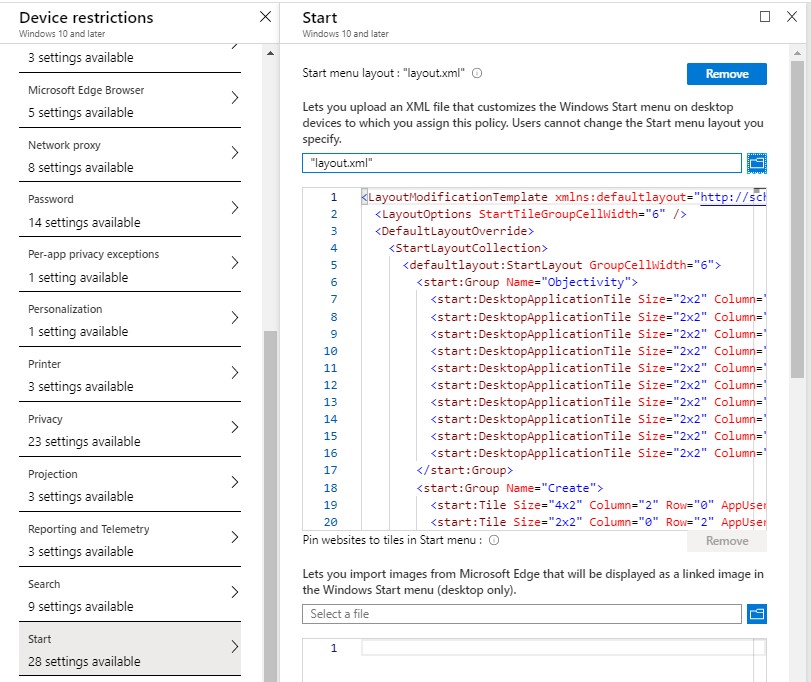 Device restrictions
Windows 10 and later
3 settings available
Microsoft Edge Browser
5 settings available
Network proxy
8 settings available
Password
14 settings available
Per-app privacy exceptions
1 setting available
Personalization
1 setting available
Printer
3 settings available
Privacy
23 settings available
Projection
3 settings available
Reporting and Telemetry
3 settings available
Search
9 settings available
Start
28 settings available
Start
Windows 10 and later
Start menu layout : "layout.xml"
Remove
Lets you upload an XML file that customizes the Windows Start menu on desktop
devices to which you assign this policy. Users cannot change the Start menu layout you
specify.
"layout.xml"
1 <LayoutModificationTemplate xmlns:defaultlayout="http://sch
2 <LayoutOptions StartTileGroupCellWidth="6" />
3 <DefaultLayoutOverride>
4 <StartLayoutCollection>
5 <defaultlayout:StartLayout GroupCellWidth="6">
6 <start:Group Name="Objectivity">
7 <start:DesktopApplicationTile Size="2x2" Column="
8 <start:DesktopApplicationTile Size="2x2" Column="
9 <start:DesktopApplicationTile Size="2x2" Column="
10 <start:DesktopApplicationTile Size="2x2" Column="
11 <start:DesktopApplicationTile Size="2x2" Column="
12 <start:DesktopApplicationTile Size="2x2" Column="
13 <start:DesktopApplicationTile Size="2x2" Column="
14 <start:DesktopApplicationTile Size="2x2" Column="
15 <start:DesktopApplicationTile Size="2x2" Column="
16 <start:DesktopApplicationTile Size="2x2" Column="
17 </start:Group>
18 <start:Group Name="Create">
19 <start:Tile Size="4x2" Column="2" Row="0" AppUser
20 <start:Tile Size="2x2" Column="0" Row="2" AppUser
Pin websites to tiles in Start menu :
Remove
Lets you import images from Microsoft Edge that will be displayed as a linked image in
the Windows Start menu (desktop only).
Select a file
1